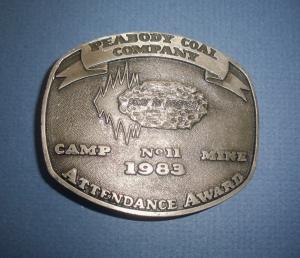 PEABODY COAL
COMPANY
CAMP No 11 MINE
1983
ATTENDANCE AWARD